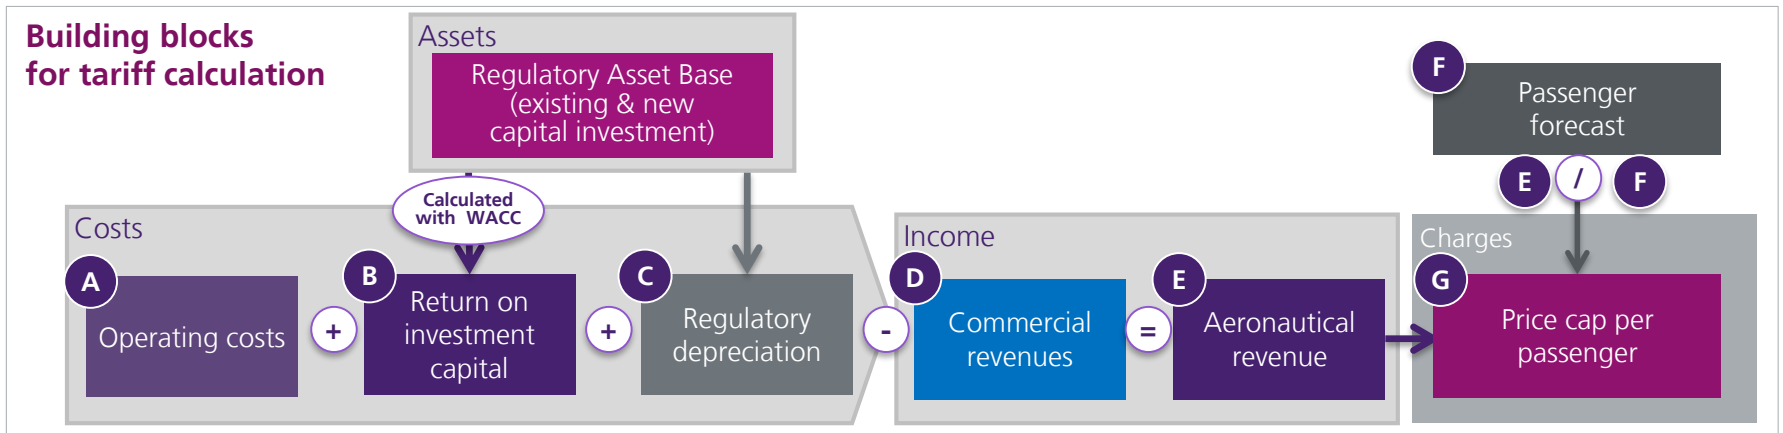 Building blocks
for tariff calculation
Assets
Regulatory Asset Base
(existing & new
capital investment)
Calculated
with WACC
Costs
A
Operating costs
+
B
Return on
investment
capital
+
C
Regulatory
depreciation
-
Income
D
Commercial
revenues
=
E
Aeronautical
revenue
F
Passenger
forecast
E / F
Charges
G
Price cap per
passenger